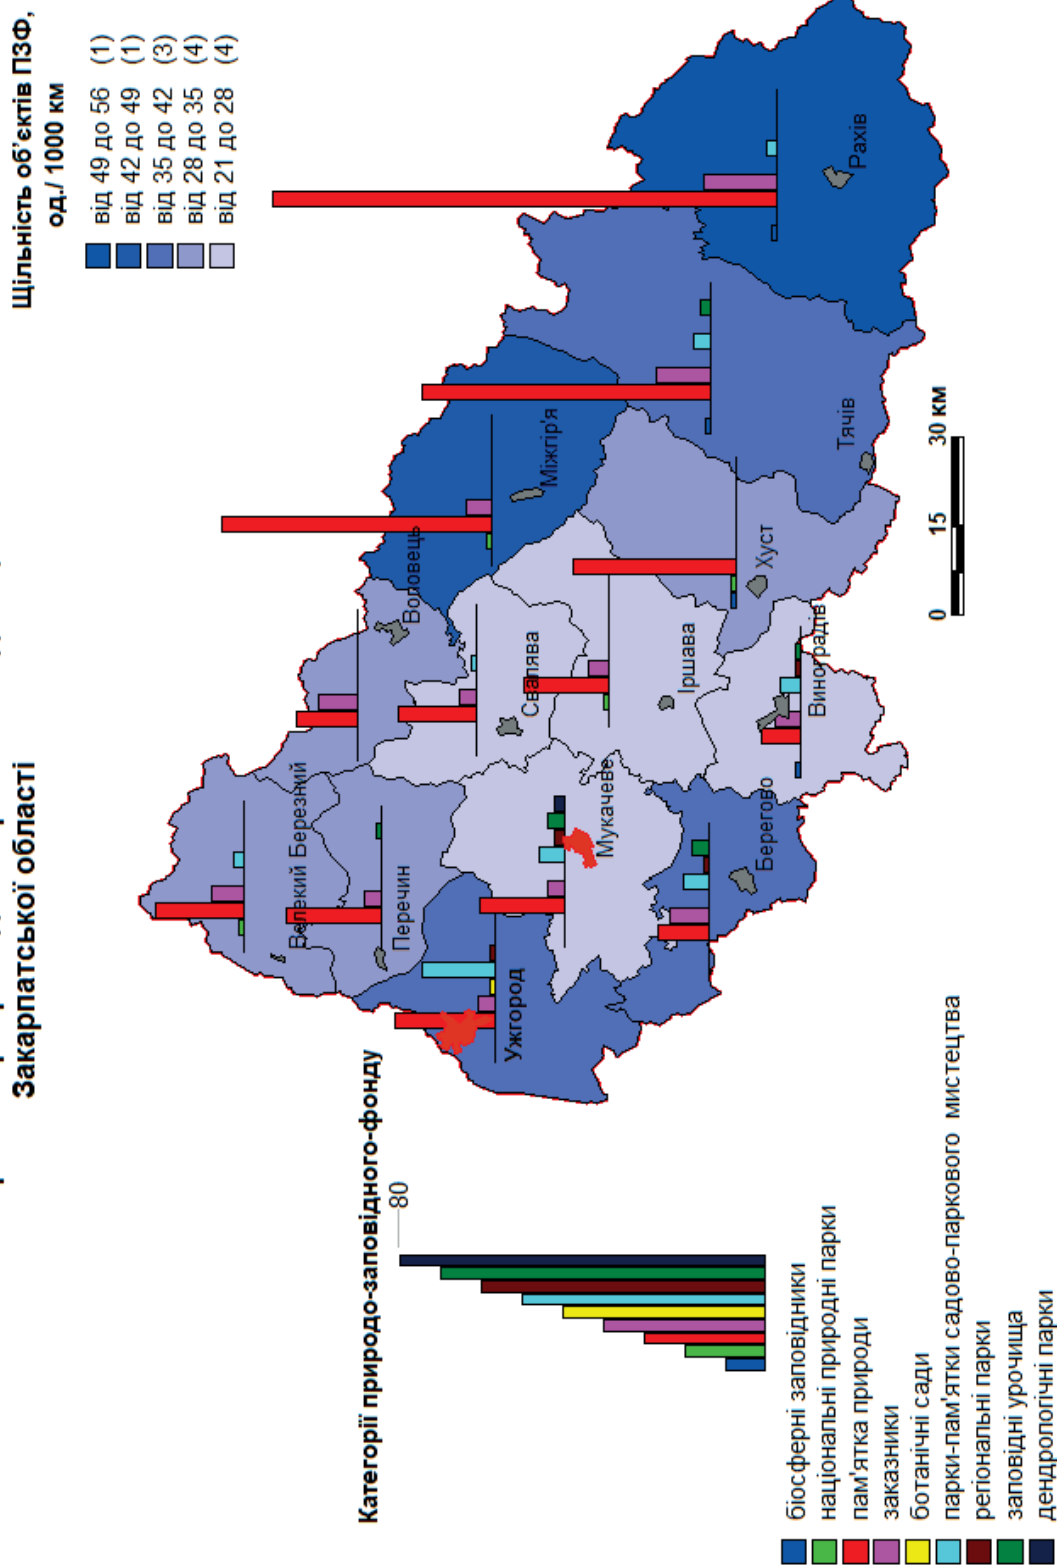 Закарпатської області
Щільність об'єктів ПЗФ,
од./ 1000 км
від 49 до 56 (1)
від 42 до 49 (1)
від 35 до 42 (3)
від 28 до 35 (4)
від 21 до 28 (4)
Великий Березний
Перечин
Ужгород
Воловець
Свалява
Мукачеве
Міжгір'я
Іршава
Берегово
Виноградів
Хуст
Тячів
Рахів
0 15 30 км
Категорії природо-заповідного-фонду
80
біосферні заповідники
національні природні парки
пам'ятка природи
заказники
ботанічні сади
парки-пам'ятки садово-паркового мистецтва
регіональні парки
заповідні урочища
дендрологічні парки